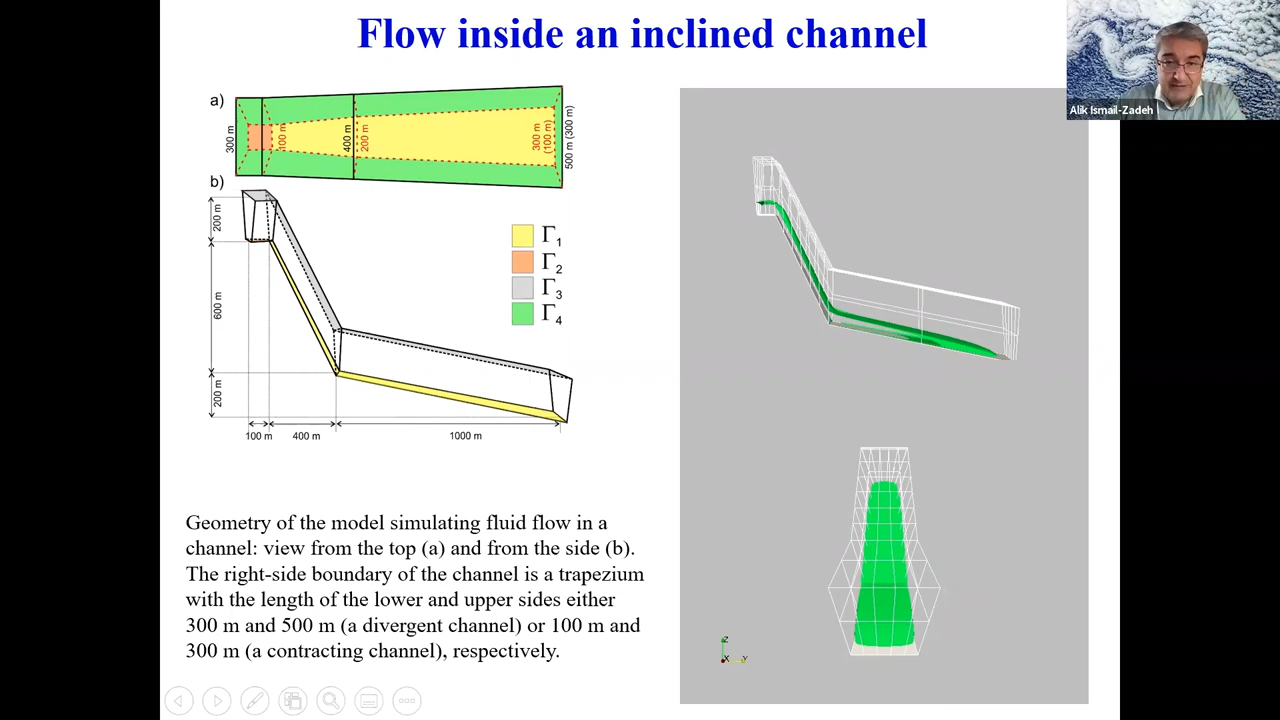 Flow inside an inclined channel
Alik Ismail-Zadeh
a)
300 m
100 m
400 m
200 m
300 m
(100 m)
500 m (300 m)
b)
200 m
600 m
200 m
100 m
400 m
1000 m
Γ1
Γ2
Γ3
Γ4
Geometry of the model simulating fluid flow in a
channel: view from the top (a) and from the side (b).
The right-side boundary of the channel is a trapezium
with the length of the lower and upper sides either
300 m and 500 m (a divergent channel) or 100 m and
300 m (a contracting channel), respectively.
Z
X
Y